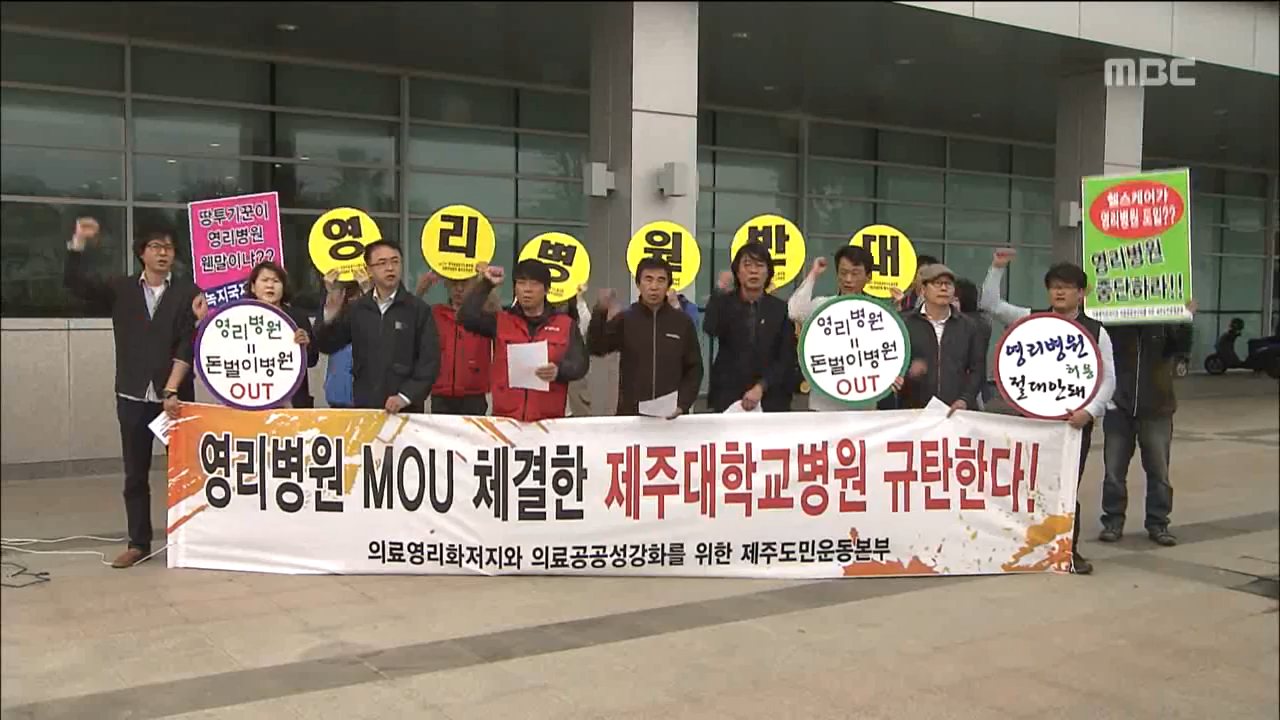 MBC
땅투기꾼이
영리병원
웬말이냐??
농지국
영리병원반대
헬스케어가
영리병원 도입??
영리병원
중단하라!!
영리병원
=
돈벌이병원
OUT
영리병원
=
돈벌이병원
OUT
영리병원
허용
절대안돼
영리병원 MOU 체결한 제주대학교병원 규탄한다!
의료영리화저지와 의료공공성강화를 위한 제주도민운동본부